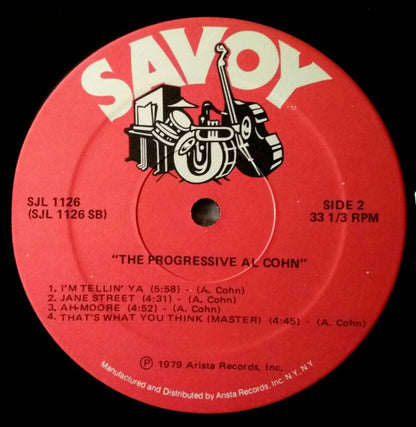 SAVOY
SJL 1126
(SJL 1126 SB)
SIDE 2
33 1/3 RPM
"THE PROGRESSIVE AL COHN"
1. I'M TELLIN' YA (5:58) - (A. Cohn)
2. JANE STREET (4:31) - (A. Cohn)
3. AH-MOORE (4:52) - (A. Cohn)
4. THAT'S WHAT YOU THINK (MASTER) (4:45) - (A. Cohn)
Ⓟ 1979 Arista Records, Inc.
Manufactured and Distributed by Arista Records, Inc. N.Y. N.Y.